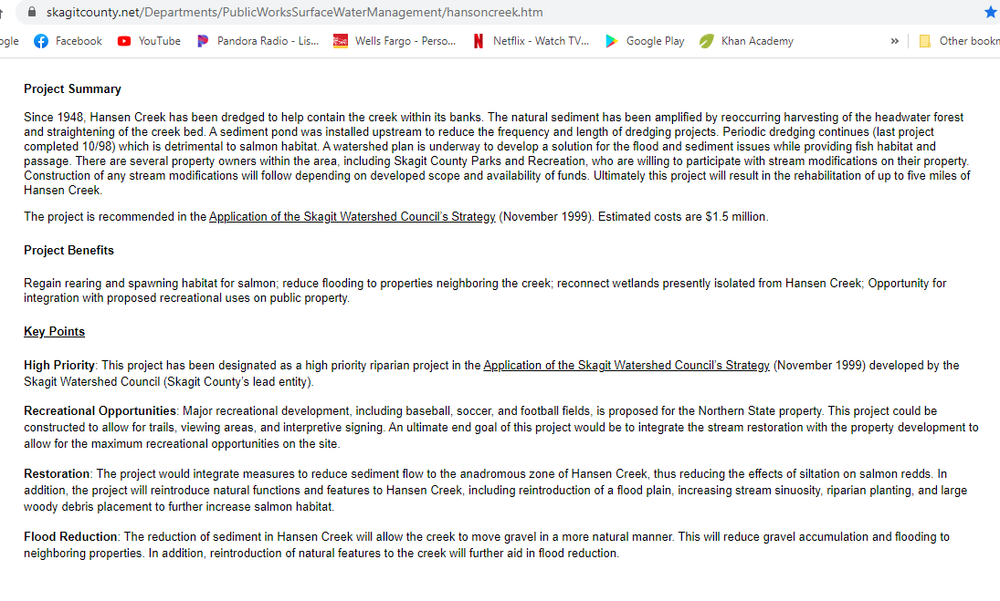 skagitcounty.net/Departments/PublicWorksSurfaceWaterManagement/hansoncreek.htm
ogle Facebook YouTube Pandora Radio - Lis... Wells Fargo - Perso... Netflix - Watch TV... Google Play Khan Academy » Other bookn
Project Summary
Since 1948, Hansen Creek has been dredged to help contain the creek within its banks. The natural sediment has been amplified by reoccurring harvesting of the headwater forest
and straightening of the creek bed. A sediment pond was installed upstream to reduce the frequency and length of dredging projects. Periodic dredging continues (last project
completed 10/98) which is detrimental to salmon habitat. A watershed plan is underway to develop a solution for the flood and sediment issues while providing fish habitat and
passage. There are several property owners within the area, including Skagit County Parks and Recreation, who are willing to participate with stream modifications on their property.
Construction of any stream modifications will follow depending on developed scope and availability of funds. Ultimately this project will result in the rehabilitation of up to five miles of
Hansen Creek.
The project is recommended in the Application of the Skagit Watershed Council's Strategy (November 1999). Estimated costs are $1.5 million.
Project Benefits
Regain rearing and spawning habitat for salmon; reduce flooding to properties neighboring the creek; reconnect wetlands presently isolated from Hansen Creek; Opportunity for
integration with proposed recreational uses on public property.
Key Points
High Priority: This project has been designated as a high priority riparian project in the Application of the Skagit Watershed Council's Strategy (November 1999) developed by the
Skagit Watershed Council (Skagit County's lead entity).
Recreational Opportunities: Major recreational development, including baseball, soccer, and football fields, is proposed for the Northern State property. This project could be
constructed to allow for trails, viewing areas, and interpretive signing. An ultimate end goal of this project would be to integrate the stream restoration with the property development to
allow for the maximum recreational opportunities on the site.
Restoration: The project would integrate measures to reduce sediment flow to the anadromous zone of Hansen Creek, thus reducing the effects of siltation on salmon redds. In
addition, the project will reintroduce natural functions and features to Hansen Creek, including reintroduction of a flood plain, increasing stream sinuosity, riparian planting, and large
woody debris placement to further increase salmon habitat.
Flood Reduction: The reduction of sediment in Hansen Creek will allow the creek to move gravel in a more natural manner. This will reduce gravel accumulation and flooding to
neighboring properties. In addition, reintroduction of natural features to the creek will further aid in flood reduction.